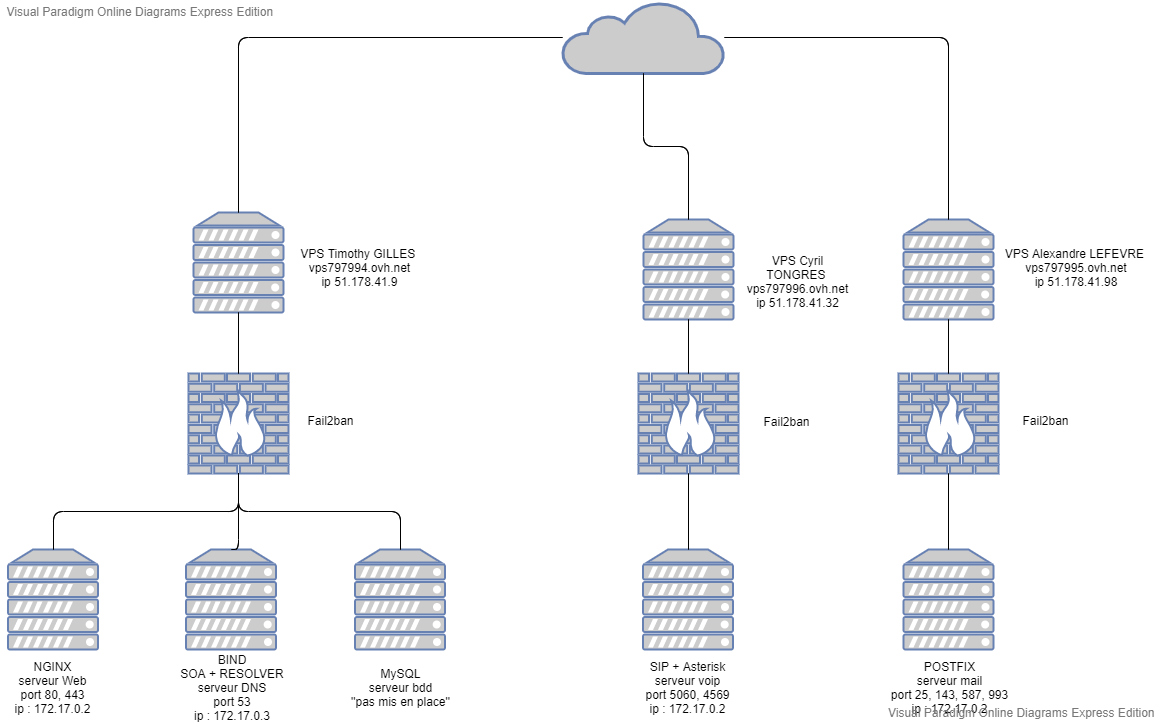 Visual Paradigm Online Diagrams Express Edition
VPS Timothy GILLES
vps797994.ovh.net
ip 51.178.41.9
VPS Cyril
TONGRES
vps797996.ovh.net
ip 51.178.41.32
VPS Alexandre LEFEVRE
vps797995.ovh.net
ip 51.178.41.98
Fail2ban
Fail2ban
Fail2ban
NGINX
serveur Web
port 80, 443
ip : 172.17.0.2
BIND
SOA + RESOLVER
serveur DNS
port 53
ip : 172.17.0.3
MySQL
serveur bdd
"pas mis en place"
SIP + Asterisk
serveur voip
port 5060, 4569
ip : 172.17.0.2
POSTFIX
serveur mail
port 25, 143, 587, 993
ip : 172.17.0.2
Visual Paradigm Online Diagrams Express Edition